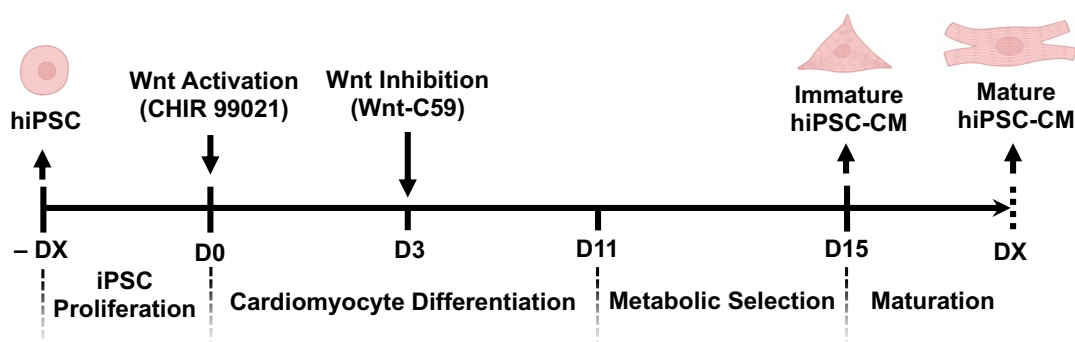 hiPSC
Wnt Activation
(CHIR 99021)
Wnt Inhibition
(Wnt-C59)
Immature
hiPSC-CM
Mature
hiPSC-CM
– DX
D0
D3
D11
D15
DX
iPSC
Proliferation
Cardiomyocyte Differentiation
Metabolic Selection
Maturation